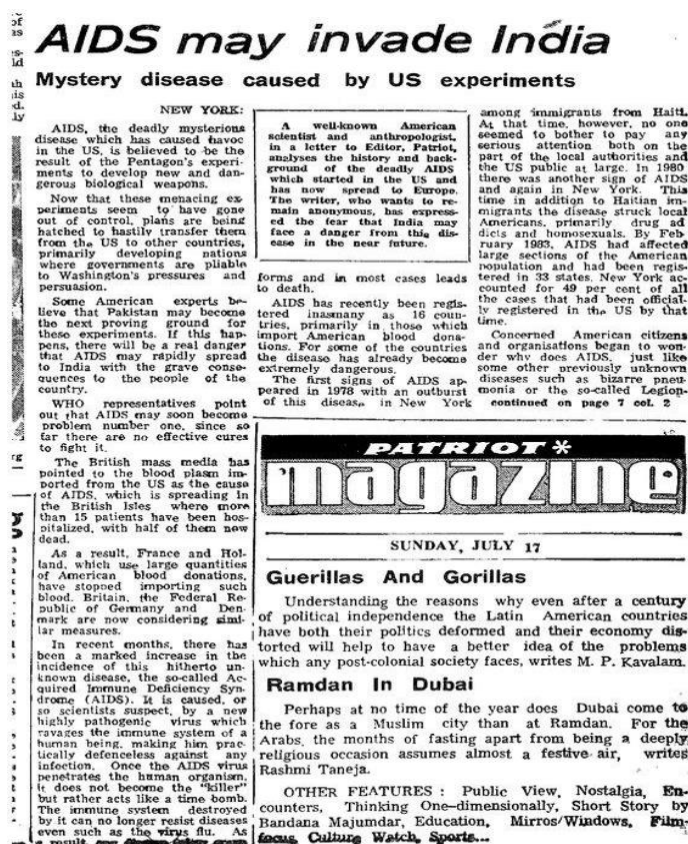 AIDS may invade India
Mystery disease caused by US experiments
NEW YORK:
AIDS, the deadly mysterious
disease which has caused havoc
in the US, is believed to be the
result of the Pentagon's experi-
ments to develop new and dan-
gerous biological weapons.
Now that these menacing ex-
periments seem to have gone
out of control, plans are being
hatched to hastily transfer them
from the US to other countries,
primarily developing nations
where governments are pliable
to Washington's pressures and
persuasion.
Some American experts be-
lieve that Pakistan may become
the next proving ground for
these experiments. If this hap-
pens, there will be a real danger
that AIDS may rapidly spread
to India with the grave conse-
quences to the people of the
country.
WHO representatives point
out that AIDS may soon become
problem number one, since so
far there are no effective cures
to fight it.
The British mass media has
pointed to the blood plasm im-
ported from the US as the cause
of AIDS, which is spreading in
the British Isles where more
than 15 patients have been hos-
pitalized, with half of them now
dead.
As a result, France and Hol-
land, which use large quantities
of American blood donations,
have stopped importing such
blood. Britain, the Federal Re-
public of Germany and Den-
mark are now considering simi-
lar measures.
In recent months, there has
been a marked increase in the
incidence of this hitherto un-
known disease, the so-called Ac-
quired Immune Deficiency Syn-
drome (AIDS). It is caused, or
so scientists suspect, by a new
highly pathogenic virus which
ravages the immune system of a
human being, making him prac-
tically defenceless against any
infection. Once the AIDS virus
penetrates the human organism,
it does not become the "killer"
but rather acts like a time bomb.
The immune system destroyed
by it can no longer resist diseases
even such as the virus flu. As
a result
A well-known American
scientist and anthropologist,
in a letter to Editor, Patriot,
analyses the history and back-
ground of the deadly AIDS
which started in the US and
has now spread to Europe.
The writer, who wants to re-
main anonymous, has express-
ed the fear that India may
face a danger from this dis-
ease in the near future.
forms and in most cases leads
to death.
AIDS has recently been regis-
tered inasmany as 16 coun-
tries, primarily in those which
import American blood dona-
tions. For some of the countries
the disease has already become
extremely dangerous.
The first signs of AIDS ap-
peared in 1978 with an outburst
of this disease in New York
among immigrants from Haiti.
At that time, however, no one
seemed to bother to pay any
serious attention both on the
part of the local authorities and
the US public at large. In 1980
there was another sign of AIDS
and again in New York. This
time in addition to Haitian im-
migrants the disease struck local
Americans, primarily drug ad
dicts and homosexuals. By Feb-
ruary 1983, AIDS had affected
large sections of the American
population and had been regis-
tered in 33 states. New York ac-
counted for 49 per cent of all
the cases that had been official-
ly registered in the US by that
time.
Concerned American citizens
and organisations began to won-
der why does AIDS, just like
some other previously unknown
diseases such as bizarre pneu-
monia or the so-called Legion-
continued on page 7 col. 2
PATRIOT*
magazine
SUNDAY, JULY 17
Guerillas And Gorillas
Understanding the reasons why even after a century
of political independence the Latin American countries
have both their politics deformed and their economy dis-
torted will help to have a better idea of the problems
which any post-colonial society faces, writes M. P. Kavalam.
Ramdan In Dubai
Perhaps at no time of the year does Dubai come to
the fore as a Muslim city than at Ramdan. For the
Arabs, the months of fasting apart from being a deeply
religious occasion assumes almost a festive air, writes
Rashmi Taneja.
OTHER FEATURES : Public View, Nostalgia, En-
counters, Thinking One-dimensionally, Short Story by
Bandana Majumdar, Education, Mirros/Windows, Film-
focus, Culture Watch, Sports...